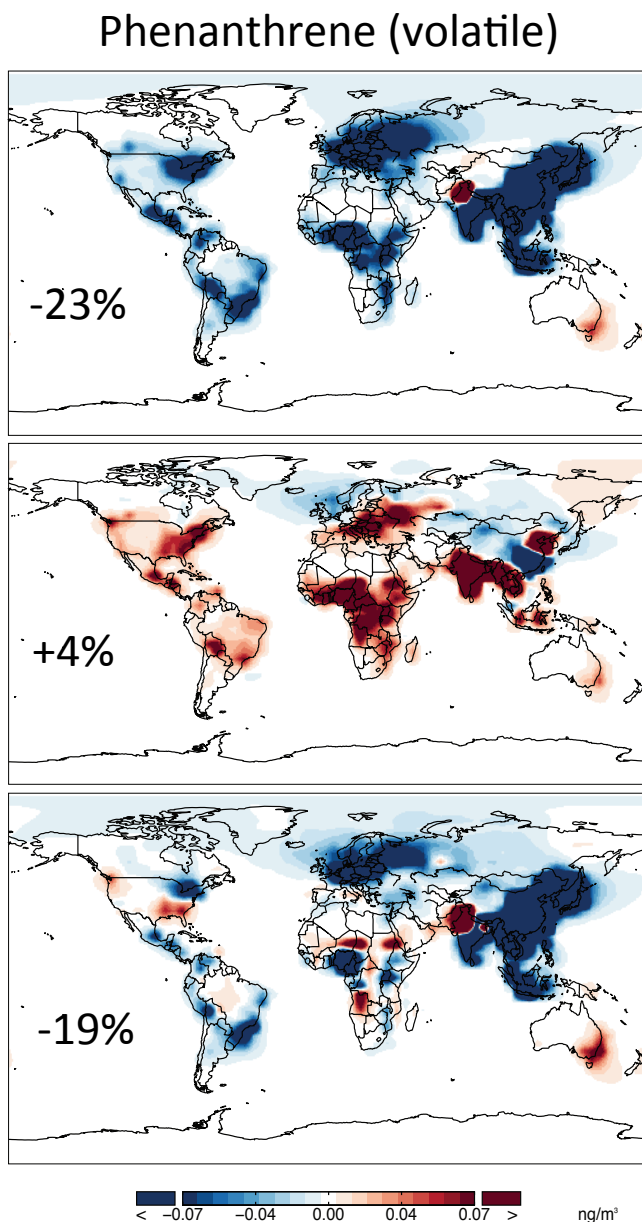 Phenanthrene (volatile)
-23%
+4%
-19%
< −0.07 −0.04 0.00 0.04 0.07 > ng/m³